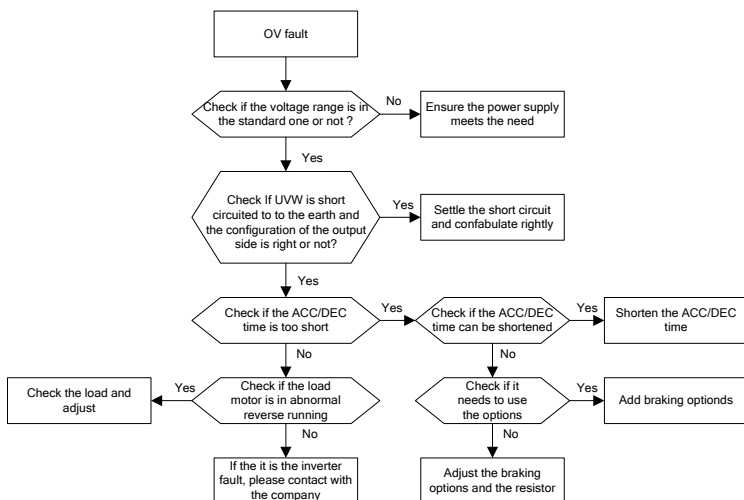 OV fault
Check if the voltage range is in
the standard one or not ?
No
Ensure the power supply
meets the need
Yes
Check If UVW is short
circuited to to the earth and
the configuration of the output
side is right or not?
Yes
Settle the short circuit
and confabulate rightly
Yes
Check if the ACC/DEC
time is too short
Yes
Check if the ACC/DEC
time can be shortened
Yes
Shorten the ACC/DEC
time
No
No
Check the load and
adjust
Yes
Check if the load
motor is in abnormal
reverse running
Check if it
needs to use
the options
Yes
Add braking optionds
No
No
If the it is the inverter
fault, please contact with
the company
Adjust the braking
options and the resistor